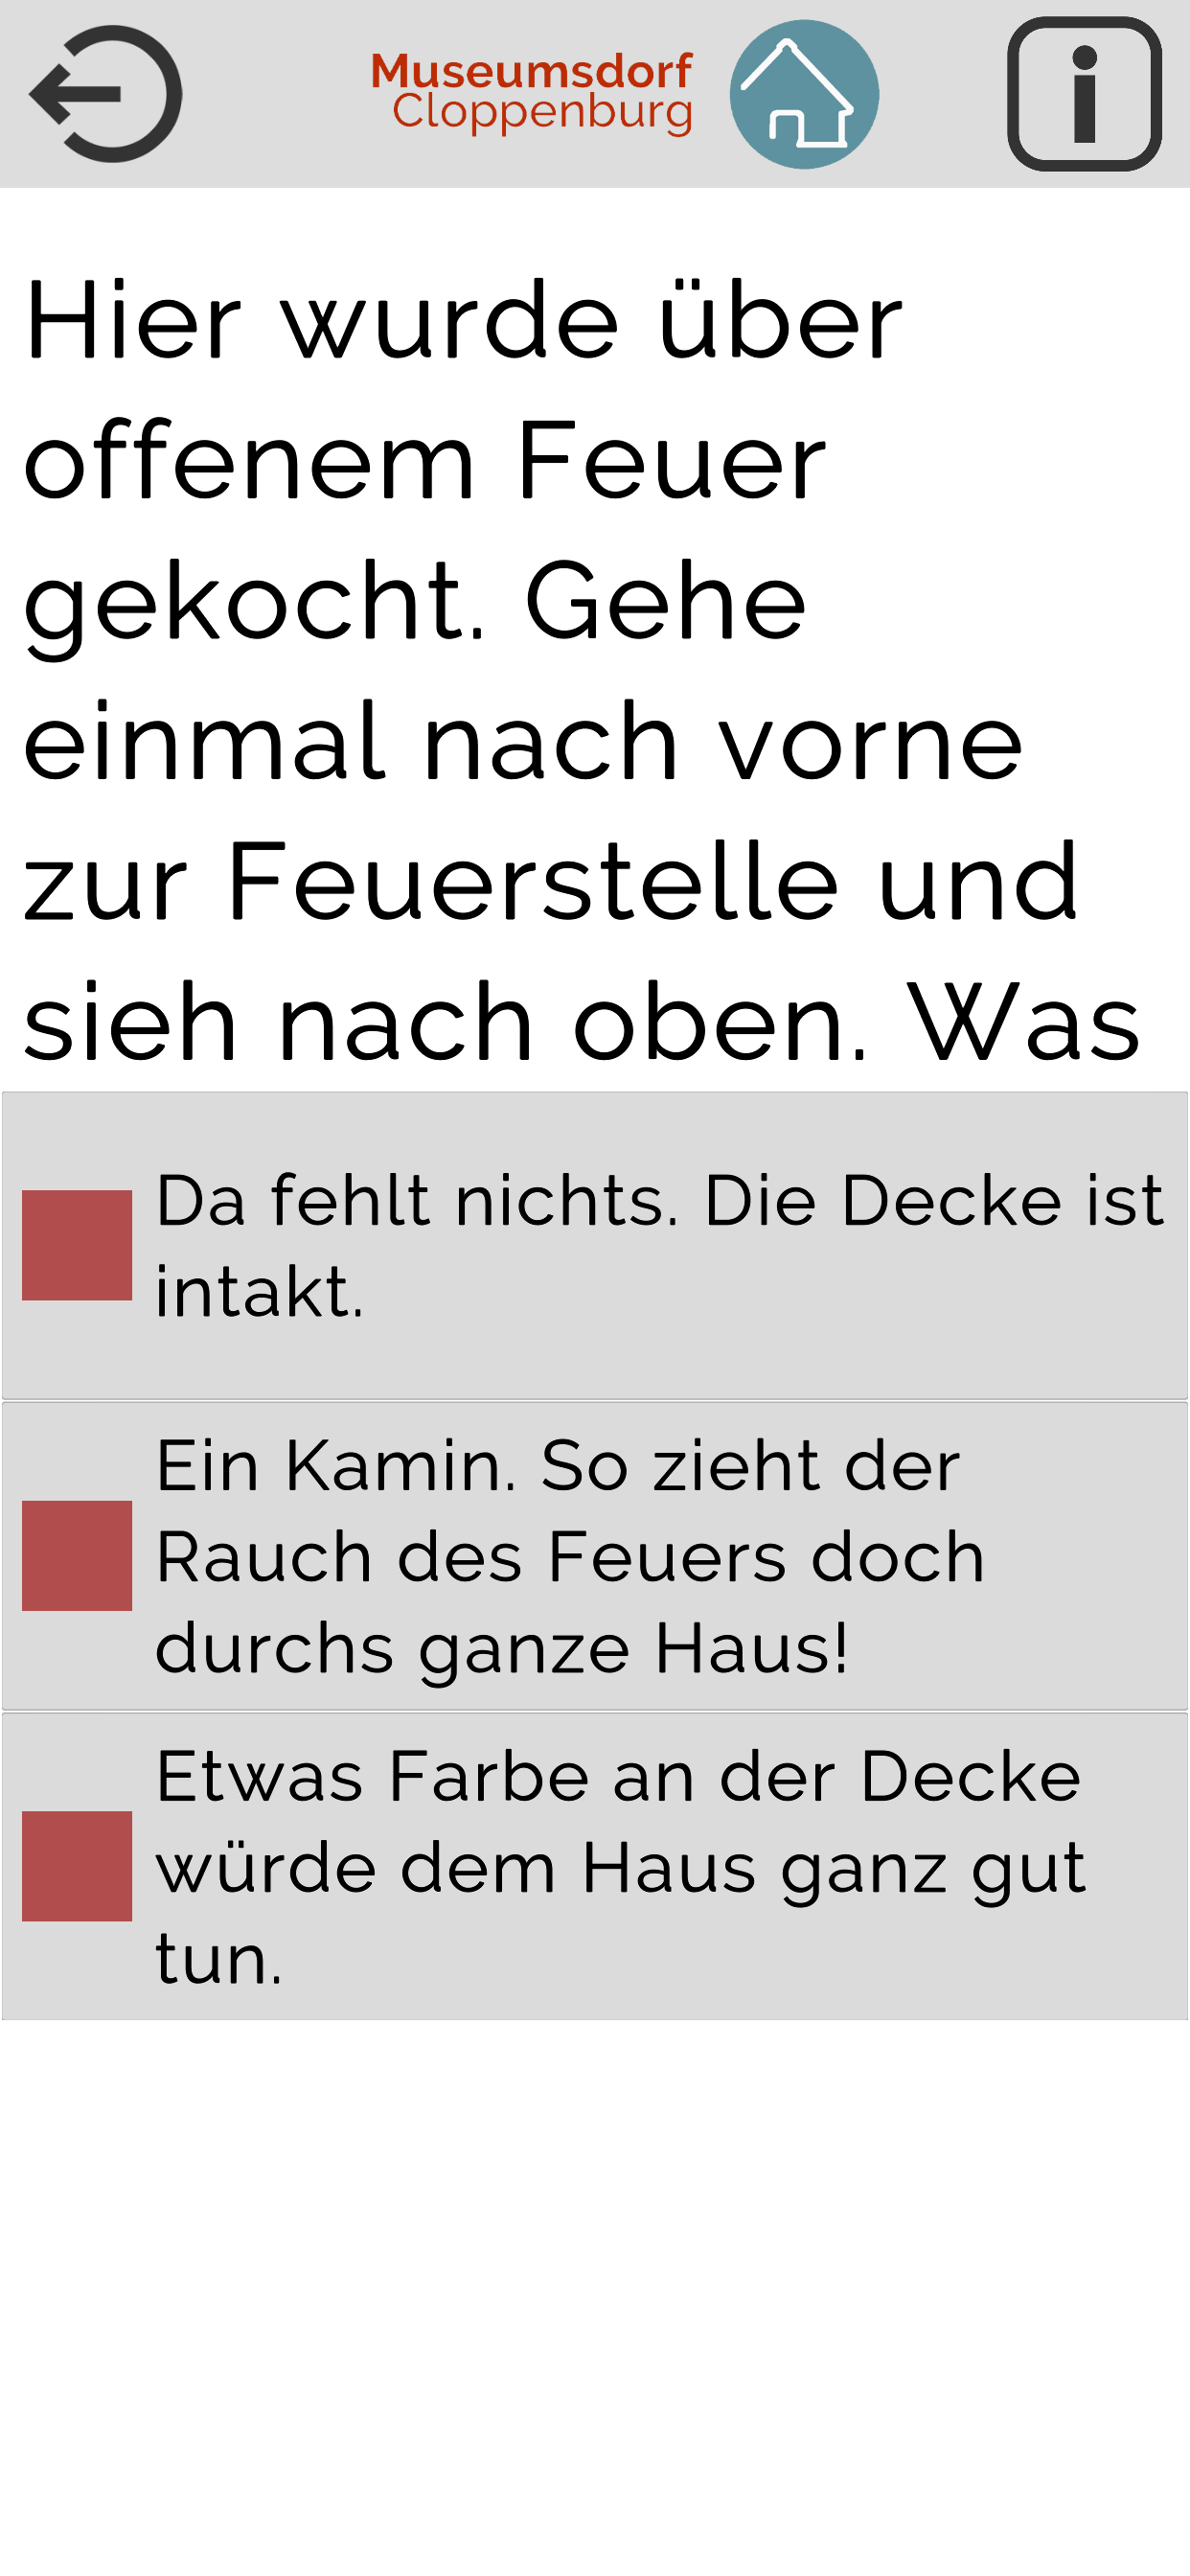 Museumsdorf
Cloppenburg
Hier wurde über
offenem Feuer
gekocht. Gehe
einmal nach vorne
zur Feuerstelle und
sieh nach oben. Was
Da fehlt nichts. Die Decke ist
intakt.
Ein Kamin. So zieht der
Rauch des Feuers doch
durchs ganze Haus!
Etwas Farbe an der Decke
würde dem Haus ganz gut
tun.